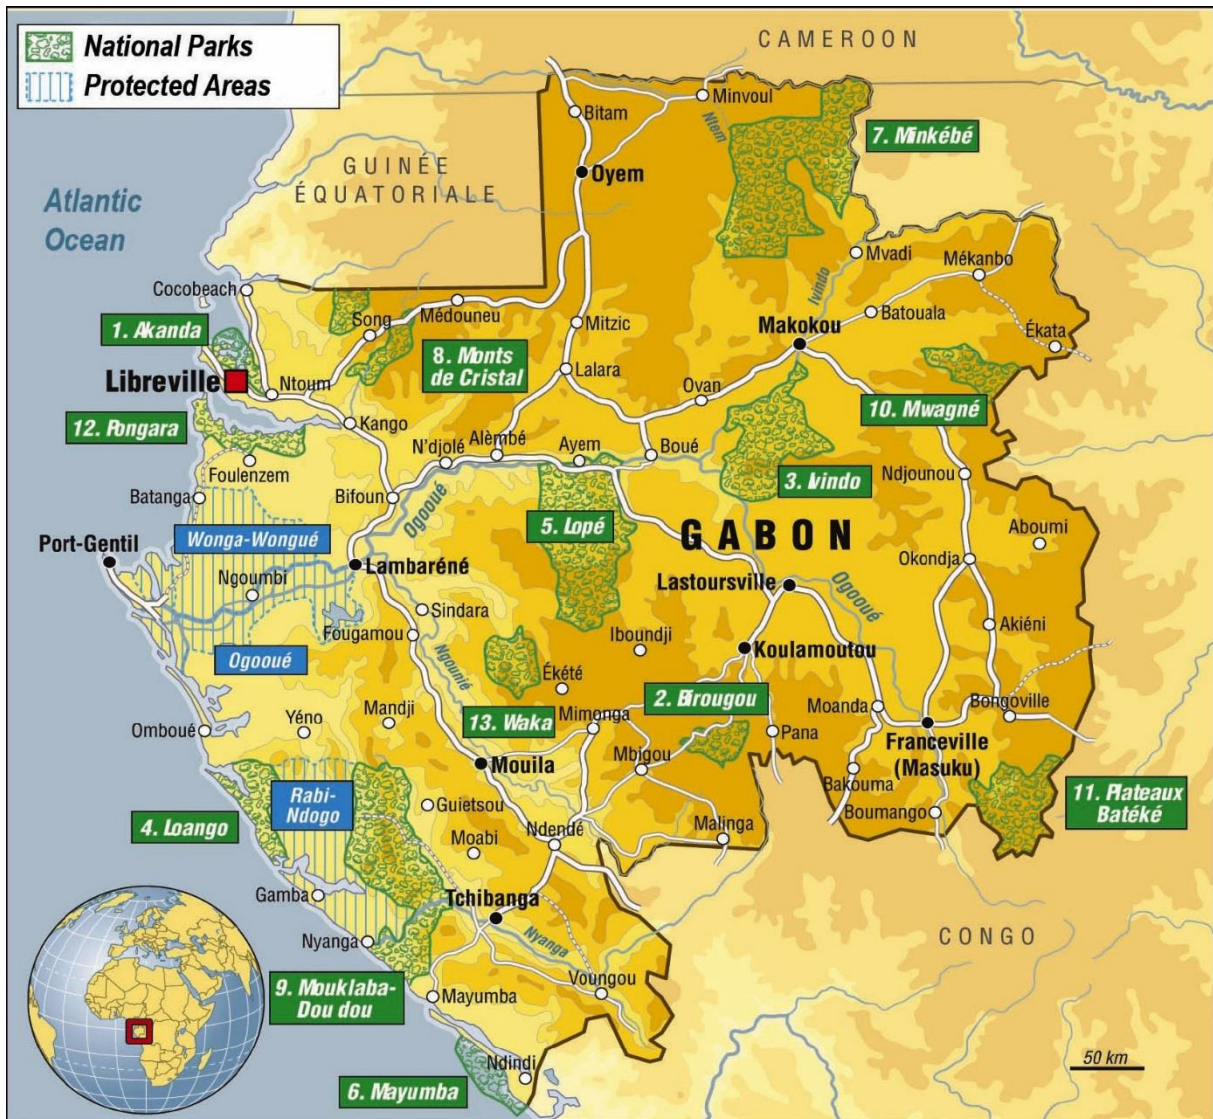 National Parks
Protected Areas
CAMEROON
Minvoul
Bitam
Ntem
7. Minkébé
GUINÉE
ÉQUATORIALE
Oyem
Atlantic
Ocean
Mvadi
Mékanbo
Cocobeach
Ivindo
Médouneu
Song
Mitzic
Batouala
1. Akanda
Makokou
Ékata
8. Monts
de Cristal
Libreville
Ntoum
Lalara
Ovan
10. Mwagné
12. Pongara
Kango
Alèmbé
Ayem
Boué
N'djolé
Foulenzem
Ndjounou
3. Ivindo
Batanga
Bifoun
Ogooué
5. Lopé
GABON
Aboumi
Wonga-Wongué
Port-Gentil
Okondja
Lambaréné
Ngoumbi
Lastoursville
Ogooué
Sindara
Akiéni
Fougamou
Iboundji
Koulamoutou
Ogooué
Ngounié
Ékété
2. Birougou
Moanda
Bongoville
Mandji
Yéno
13. Waka
Mimonga
Omboué
Pana
Franceville
(Masuku)
Mbigou
Mouila
Bakouma
Rabi-
Ndogo
Guietsou
Boumango
11. Plateaux
Batéké
4. Loango
Moabi
Ndendé
Malinga
Gamba
Tchibanga
Nyanga
Nyanga
CONGO
Voungou
9. Mouklaba-
Dou dou
Mayumba
50 km
Ndindi
6. Mayumba